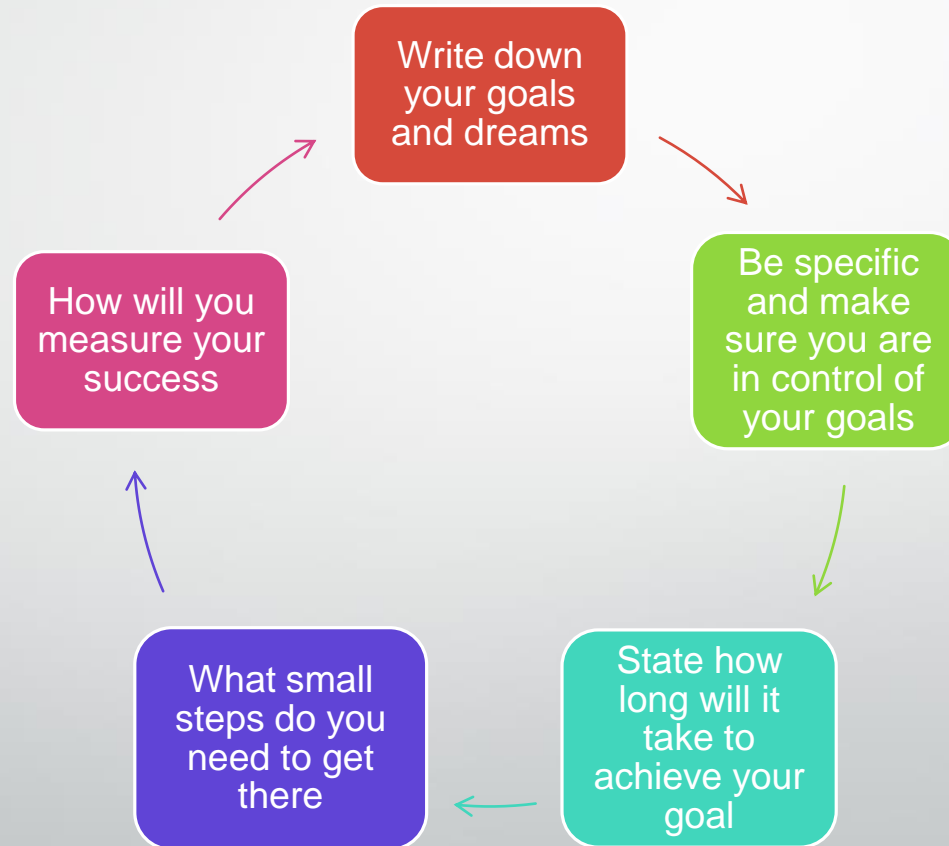 Write down
your goals
and dreams
Be specific
and make
sure you are
in control of
your goals
State how
long will it
take to
achieve your
goal
What small
steps do you
need to get
there
How will you
measure your
success